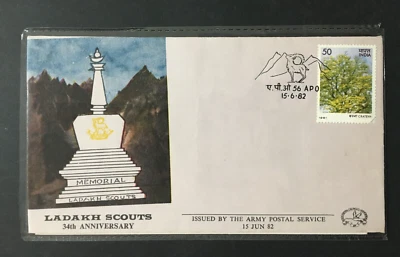 MEMORIAL
LADAKH SCOUTS
LADAKH SCOUTS
34th ANNIVERSARY
ए.पी.ओ 56 APO
15.6.82
50 भारत
INDIA
1981
ISSUED BY THE ARMY POSTAL SERVICE
15 JUN 82